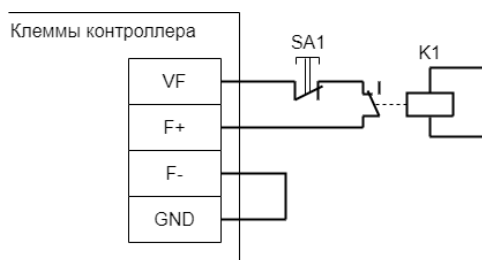 Клеммы контроллера
SA1
K1
VF
F+
F-
GND